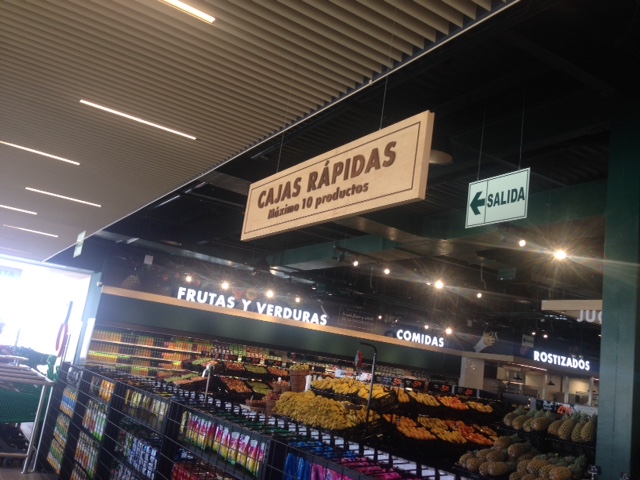 CAJAS RÁPIDAS
Máximo 10 productos
SALIDA
FRUTAS Y VERDURAS
COMIDAS
ROSTIZADOS